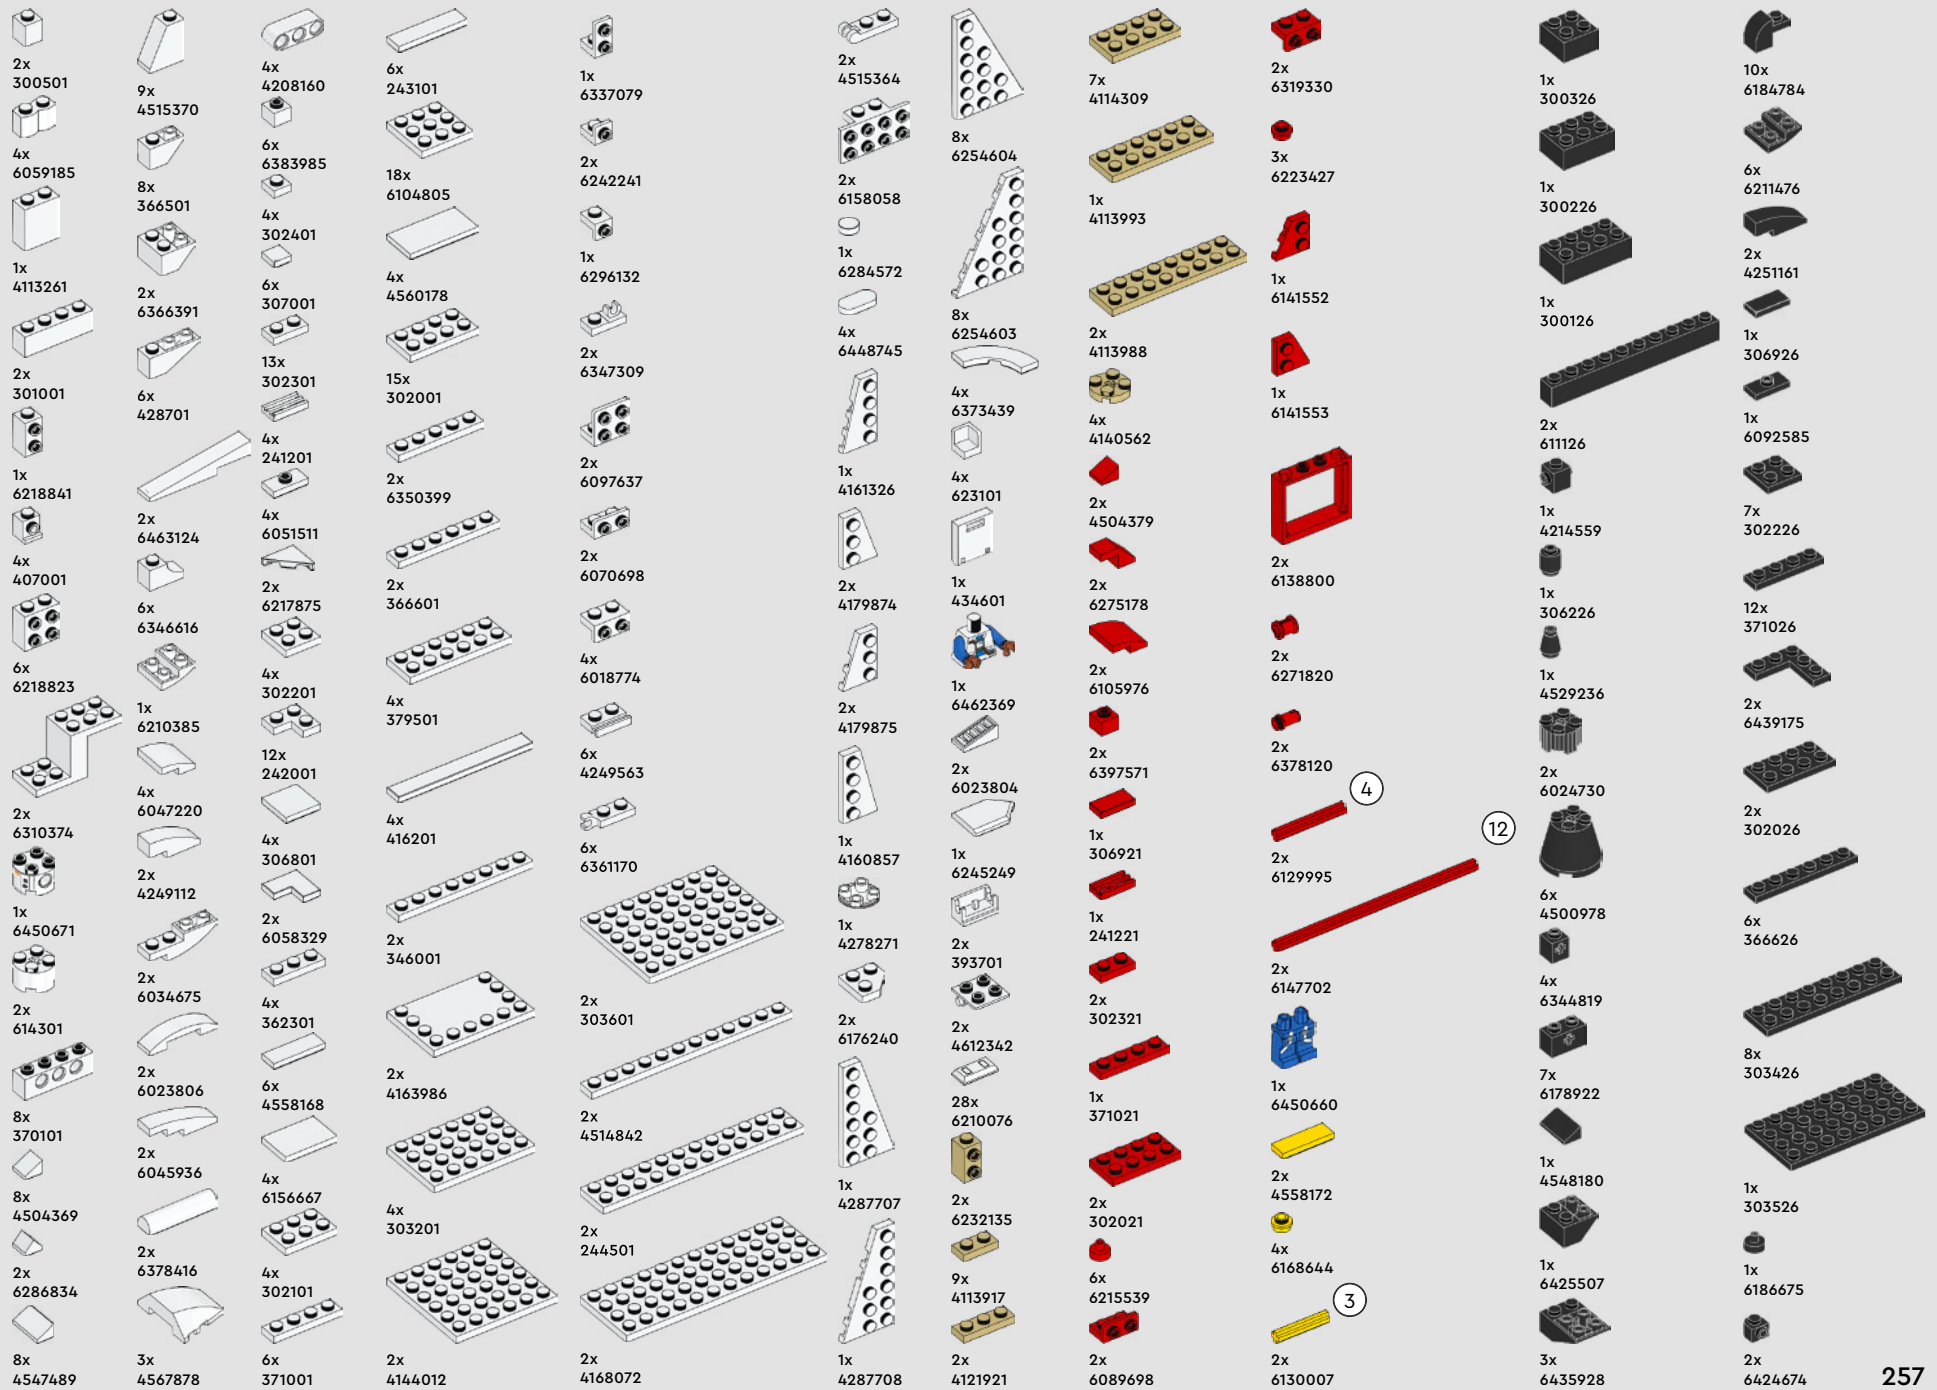 2x
300501
4x
6059185
1x
4113261
2x
301001
1x
6218841
4x
407001
6x
6218823
2x
6310374
1x
6450671
2x
614301
8x
370101
8x
4504369
2x
6286834
8x
4547489
9x
4515370
8x
366501
2x
6366391
6x
428701
2x
6463124
6x
6346616
1x
6210385
4x
6047220
2x
4249112
2x
6034675
2x
6023806
2x
6045936
2x
6378416
3x
4567878
4x
4208160
6x
6383985
4x
302401
6x
307001
13x
302301
4x
241201
4x
6051511
2x
6217875
4x
302201
12x
242001
4x
306801
2x
6058329
4x
362301
6x
4558168
4x
6156667
4x
302101
6x
371001
6x
243101
18x
6104805
4x
4560178
15x
302001
2x
6350399
2x
366601
4x
379501
4x
416201
2x
346001
2x
4163986
4x
303201
2x
4144012
1x
6337079
2x
6242241
1x
6296132
2x
6347309
2x
6097637
2x
6070698
4x
6018774
6x
4249563
6x
6361170
2x
303601
2x
4514842
2x
244501
2x
4168072
2x
4515364
2x
6158058
1x
6284572
4x
6448745
1x
4161326
2x
4179874
2x
4179875
1x
4160857
1x
4278271
2x
6176240
1x
4287707
1x
4287708
8x
6254604
8x
6254603
4x
6373439
4x
623101
1x
434601
1x
6462369
2x
6023804
1x
6245249
2x
393701
2x
4612342
28x
6210076
2x
6232135
9x
4113917
2x
4121921
7x
4114309
1x
4113993
2x
4113988
4x
4140562
2x
4504379
2x
6275178
2x
6105976
2x
6397571
1x
306921
1x
241221
2x
302321
1x
371021
2x
302021
6x
6215539
2x
6089698
2x
6319330
3x
6223427
1x
6141552
1x
6141553
2x
6138800
2x
6271820
2x
6378120
4
2x
6129995
12
2x
6147702
1x
6450660
2x
4558172
4x
6168644
3
2x
6130007
1x
300326
1x
300226
1x
300126
2x
611126
1x
4214559
1x
306226
1x
4529236
2x
6024730
6x
4500978
4x
6344819
7x
6178922
1x
4548180
1x
6425507
3x
6435928
10x
6184784
6x
6211476
2x
4251161
1x
306926
1x
6092585
7x
302226
12x
371026
2x
6439175
2x
302026
6x
366626
8x
303426
1x
303526
1x
6186675
2x
6424674
257